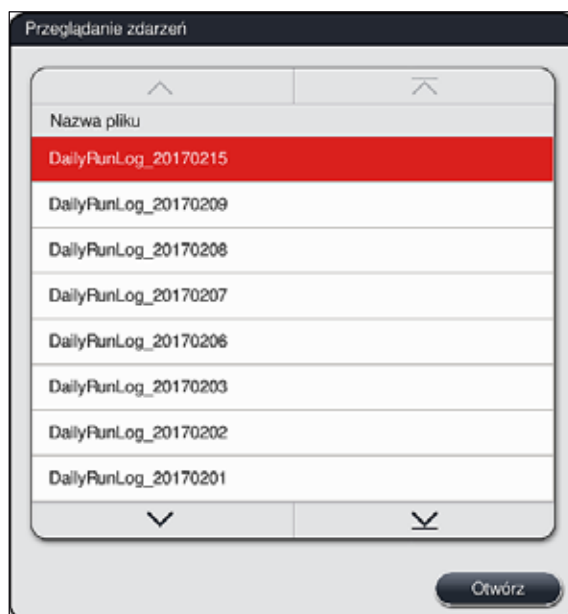 Przeglądanie zdarzeń
Nazwa pliku
DailyRunLog_20170215
DailyRunLog_20170209
DailyRunLog_20170208
DailyRunLog_20170207
DailyRunLog_20170206
DailyRunLog_20170203
DailyRunLog_20170202
DailyRunLog_20170201
Otwórz